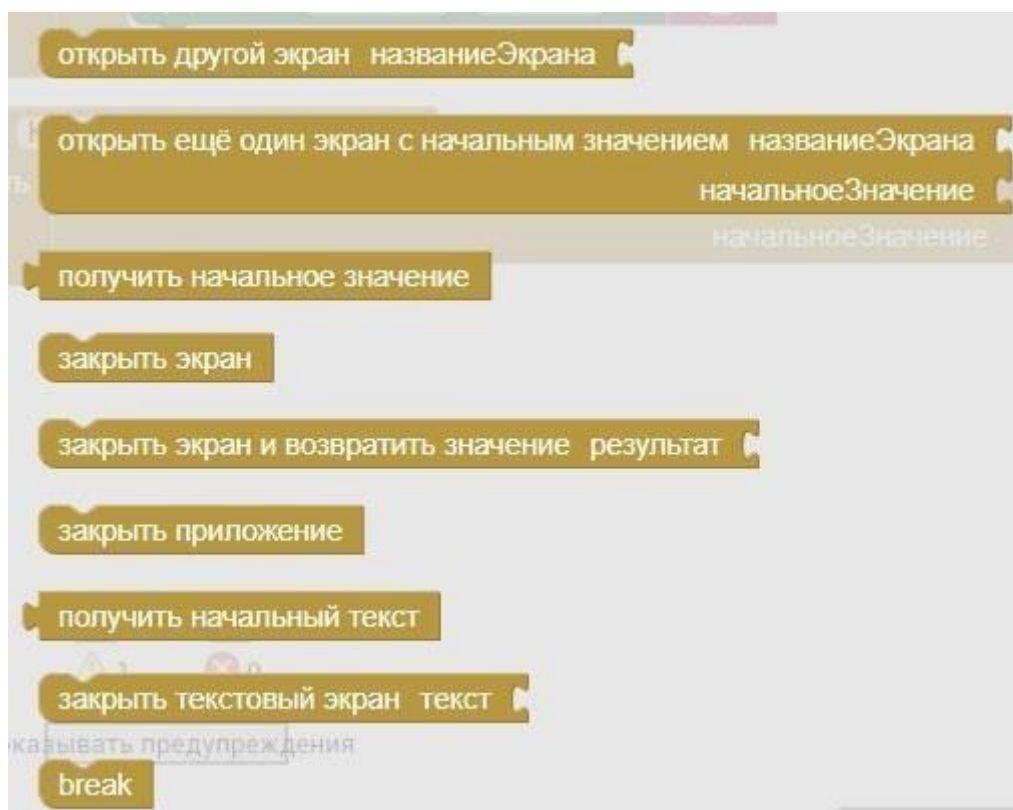 открыть другой экран названиеЭкрана
открыть ещё один экран с начальным значением названиеЭкрана
начальноеЗначение
начальноеЗначение
получить начальное значение
закрыть экран
закрыть экран и возвратить значение результат
закрыть приложение
получить начальный текст
закрыть текстовый экран текст
предупреждения
break